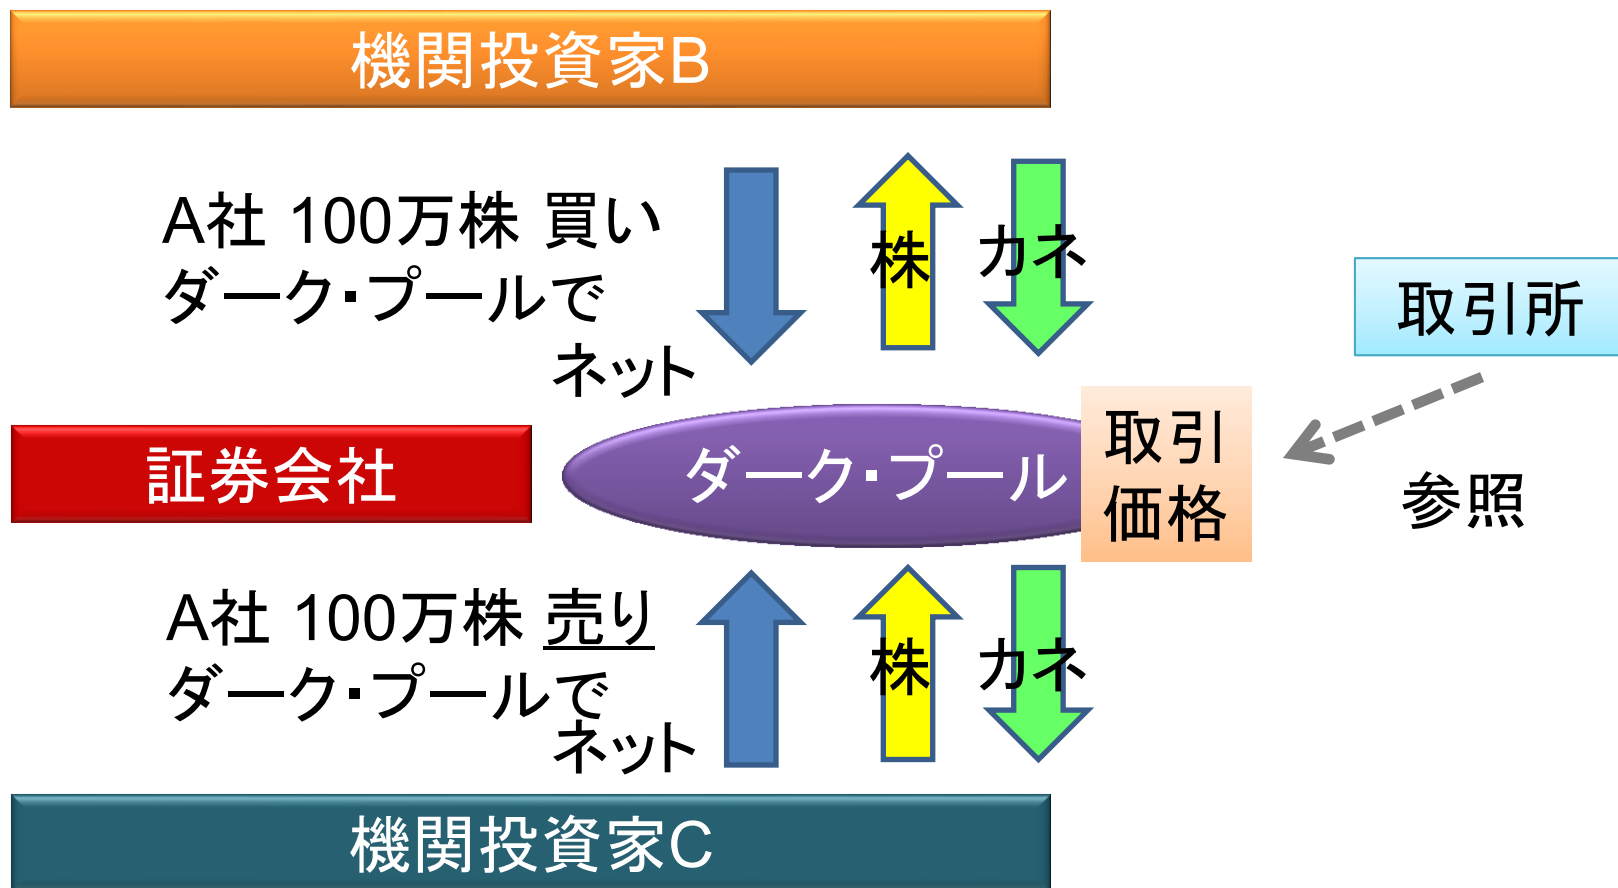 機関投資家B
A社 100万株 買い
ダーク・プールで
ネット
株
カネ
取引所
証券会社
ダーク・プール
取引
価格
参照
A社 100万株 売り
ダーク・プールで
ネット
株
カネ
機関投資家C